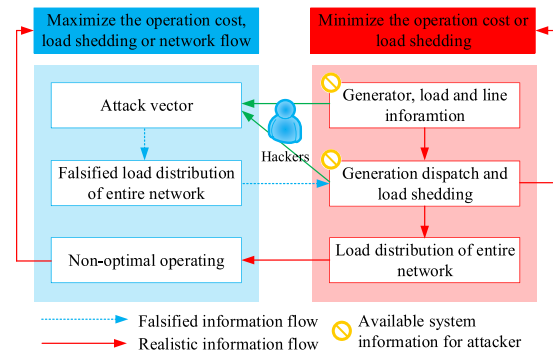 Maximize the operation cost,
load shedding or network flow
Minimize the operation cost or
load shedding
Attack vector
Generator, load and line
inforamtion
Hackers
Falsified load distribution
of entire network
Generation dispatch and
load shedding
Non-optimal operating
Load distribution of entire
network
Falsified information flow
Realistic information flow
Available system
information for attacker